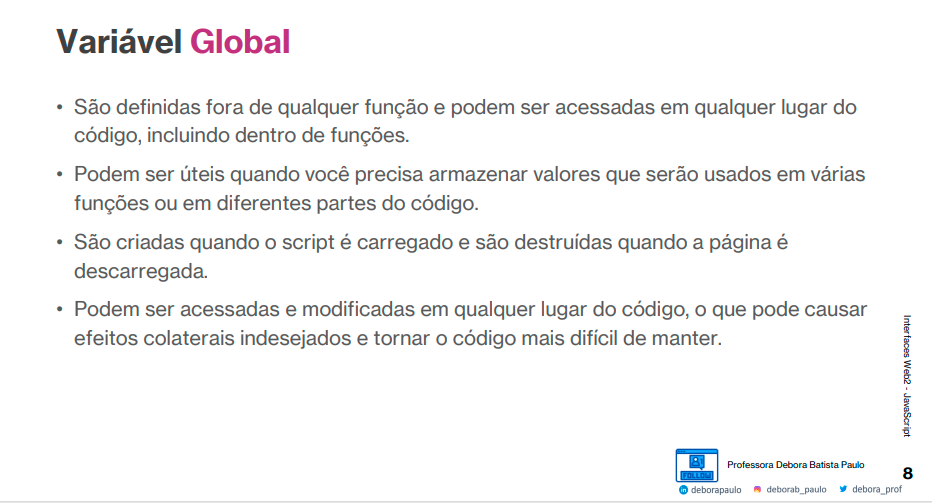 Variável Global
• São definidas fora de qualquer função e podem ser acessadas em qualquer lugar do
código, incluindo dentro de funções.
• Podem ser úteis quando você precisa armazenar valores que serão usados em várias
funções ou em diferentes partes do código.
• São criadas quando o script é carregado e são destruídas quando a página é
descarregada.
• Podem ser acessadas e modificadas em qualquer lugar do código, o que pode causar
efeitos colaterais indesejados e tornar o código mais difícil de manter.
Interfaces Web2 - JavaScript
FOLLOW
Professora Debora Batista Paulo
8
in deborapaulo deborab_paulo debora_prof